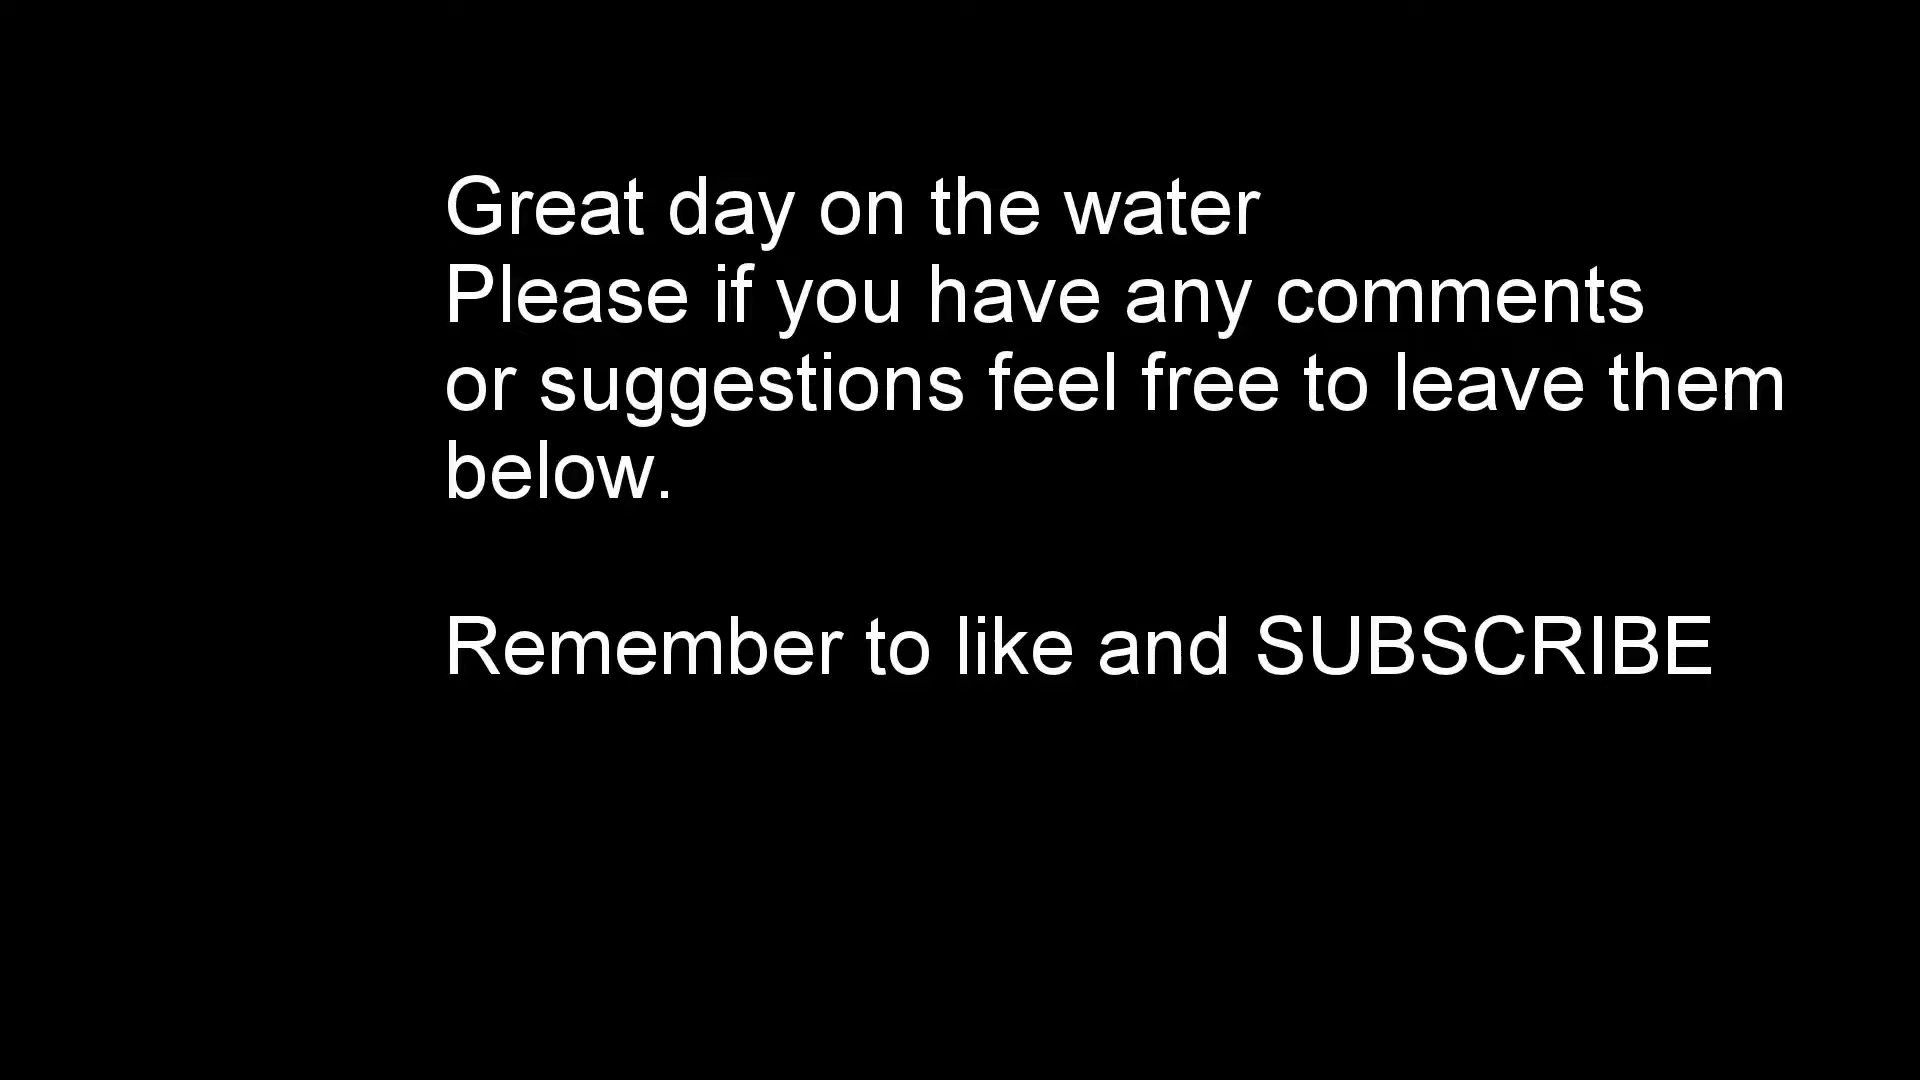 Great day on the water
Please if you have any comments
or suggestions feel free to leave them
below.
Remember to like and SUBSCRIBE